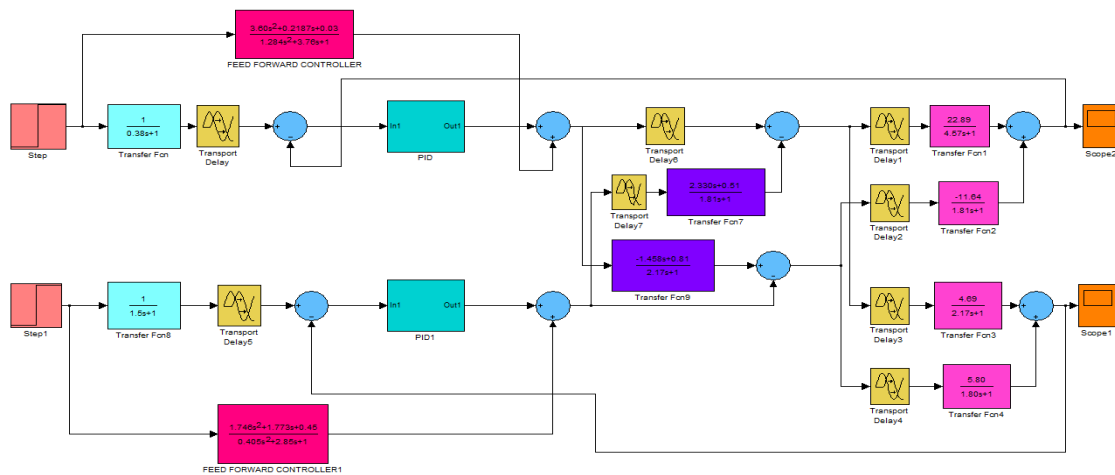 3.60s²+0.2187s+0.03
1.284s²+3.76s+1
FEED FORWARD CONTROLLER
Step
1
0.38s+1
Transfer Fcn
Transport
Delay
In1 Out1
PID
Transport
Delay6
Transport
Delay1
22.89
4.57s+1
Transfer Fcn1
Scope2
Transport
Delay7
2.330s+0.51
1.81s+1
Transfer Fcn7
Transport
Delay2
-11.64
1.81s+1
Transfer Fcn2
-1.458s+0.81
2.17s+1
Transfer Fcn9
Step1
1
1.5s+1
Transfer Fcn8
Transport
Delay5
In1 Out1
PID1
Transport
Delay3
4.69
2.17s+1
Transfer Fcn3
Scope1
Transport
Delay4
5.80
1.80s+1
Transfer Fcn4
1.746s²+1.773s+0.45
0.405s²+2.85s+1
FEED FORWARD CONTROLLER1